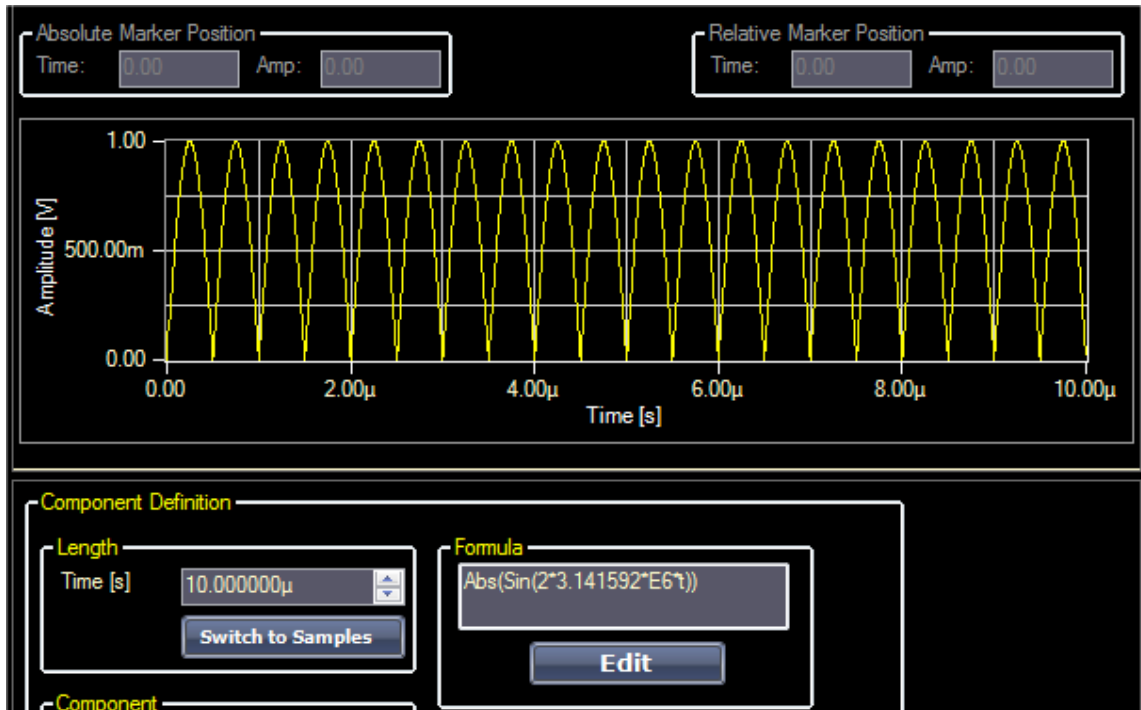 Absolute Marker Position
Time: 0.00 Amp: 0.00
Relative Marker Position
Time: 0.00 Amp: 0.00
1.00
500.00m
0.00
Amplitude [V]
0.00 2.00µ 4.00µ 6.00µ 8.00µ 10.00µ
Time [s]
Component Definition
Length
Time [s] 10.000000µ
Switch to Samples
Formula
Abs(Sin(2*3.141592*E6*t))
Edit
Component